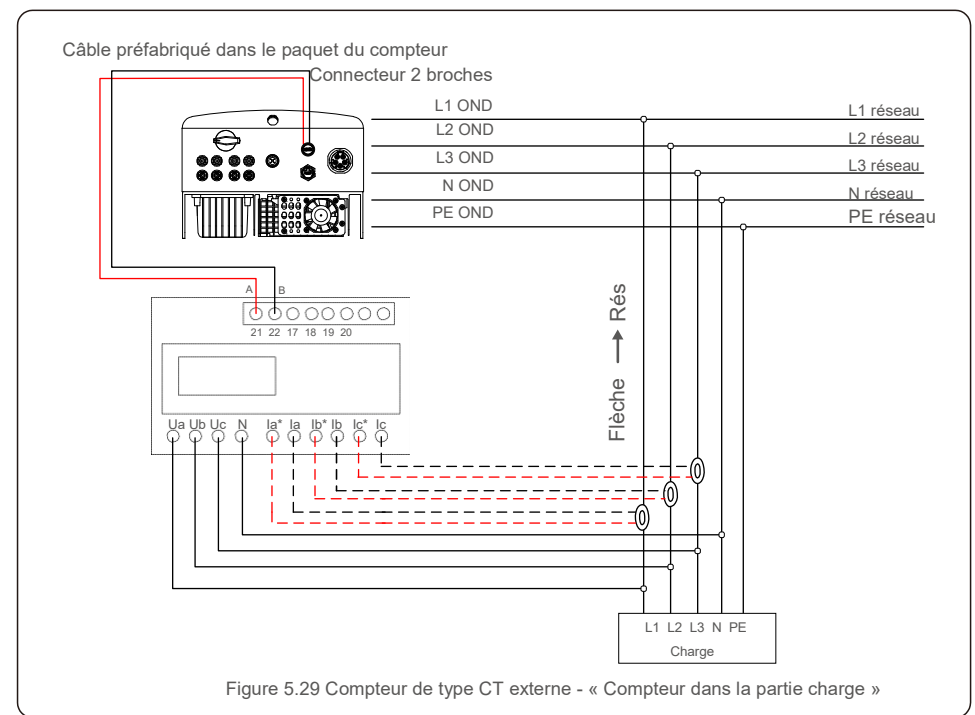 Câble préfabriqué dans le paquet du compteur
Connecteur 2 broches
L1 OND
L1 réseau
L2 OND
L2 réseau
L3 OND
L3 réseau
N OND
N réseau
PE OND
PE réseau
A B
21 22 17 18 19 20
Flèche → Rés
Ua Ub Uc N Ia* Ia Ib* Ib Ic* Ic
L1 L2 L3 N PE
Charge
Figure 5.29 Compteur de type CT externe - « Compteur dans la partie charge »